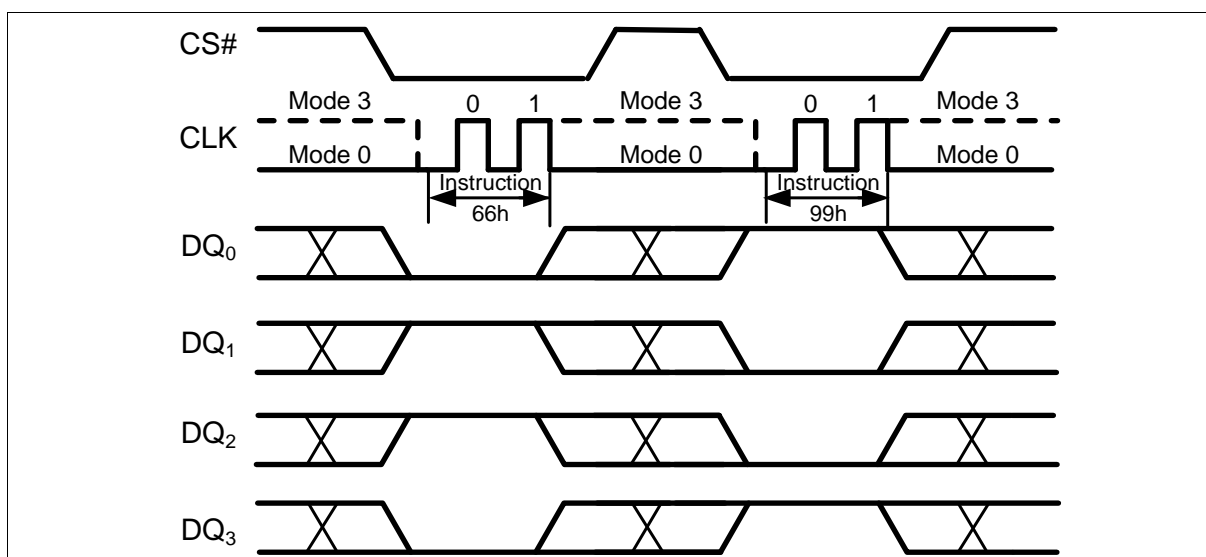 CS#
Mode 3 0 1 Mode 3 0 1 Mode 3
CLK
Mode 0 Mode 0 Mode 0
Instruction Instruction
66h 99h
DQ₀
DQ₁
DQ₂
DQ₃